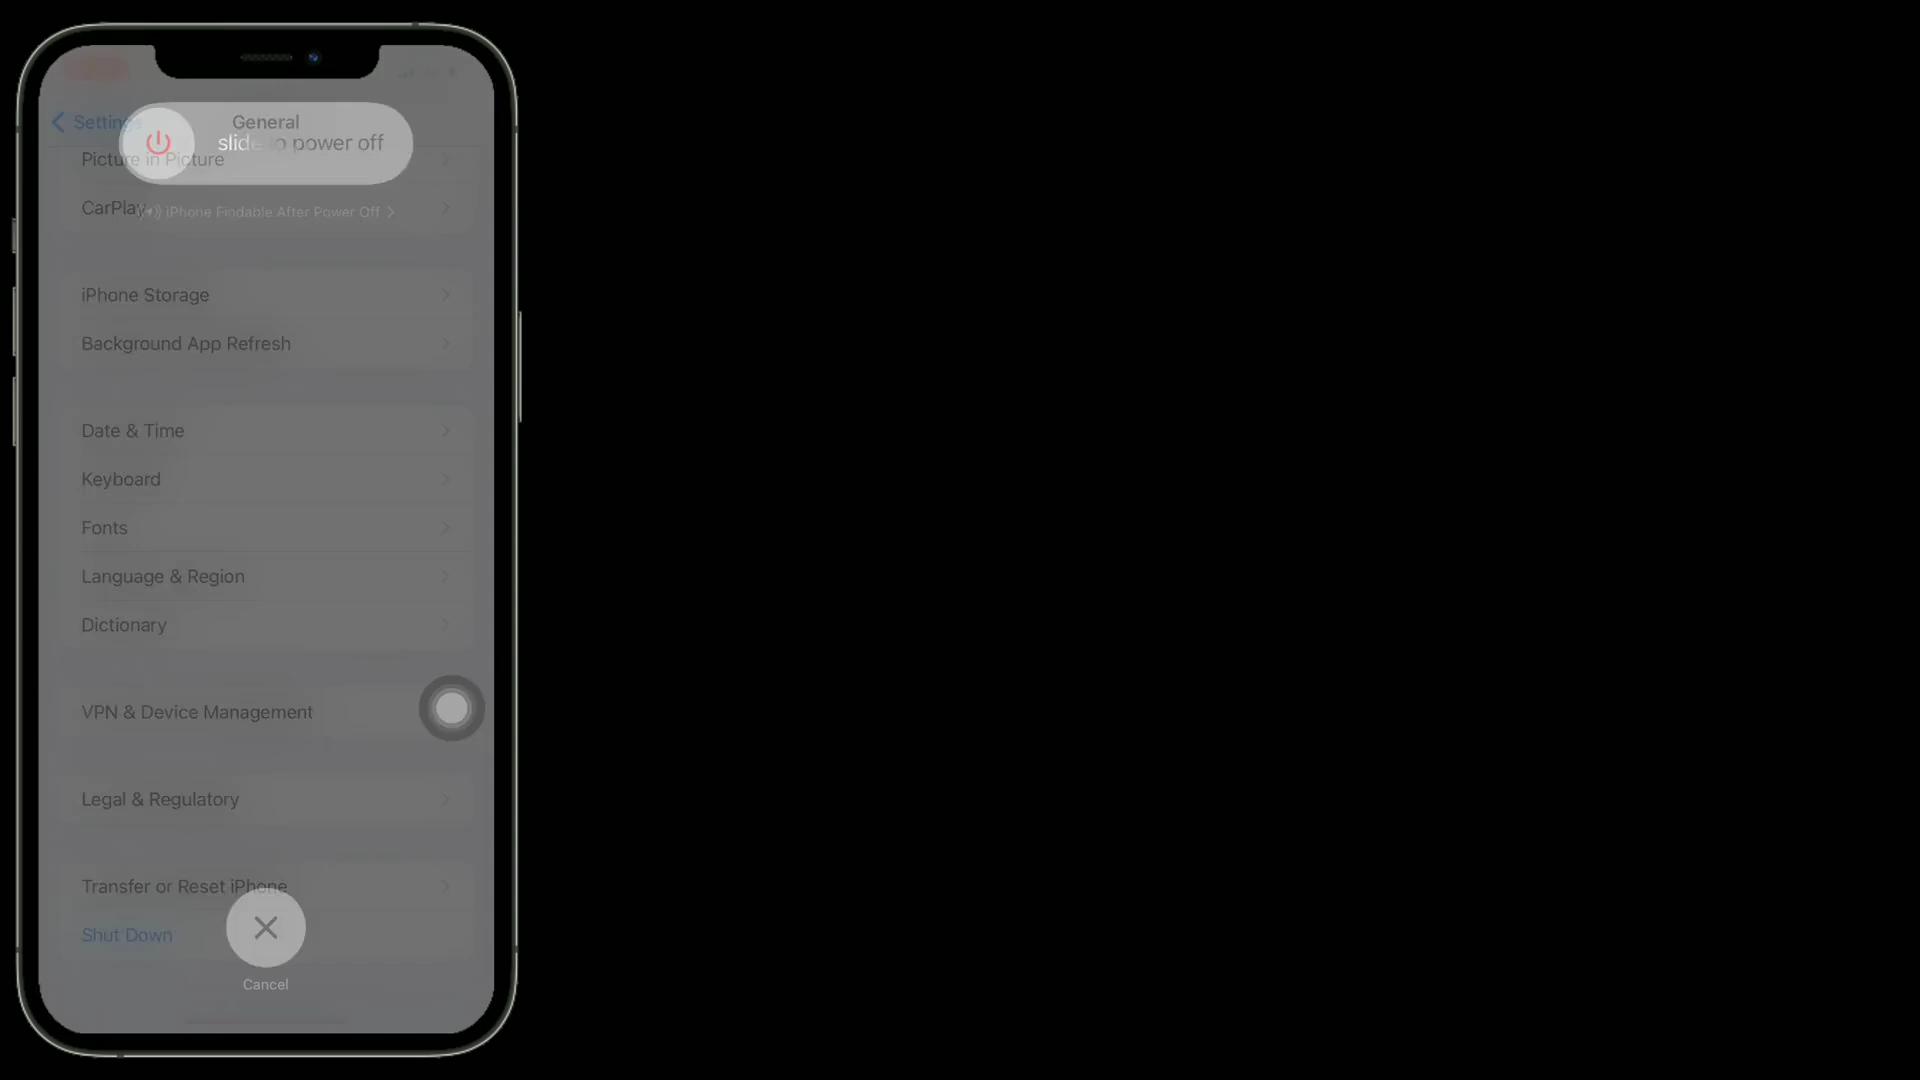 Settings
General
slide to power off
Picture in Picture
CarPlay
iPhone Findable After Power Off
iPhone Storage
Background App Refresh
Date & Time
Keyboard
Fonts
Language & Region
Dictionary
VPN & Device Management
Legal & Regulatory
Transfer or Reset iPhone
Shut Down
Cancel